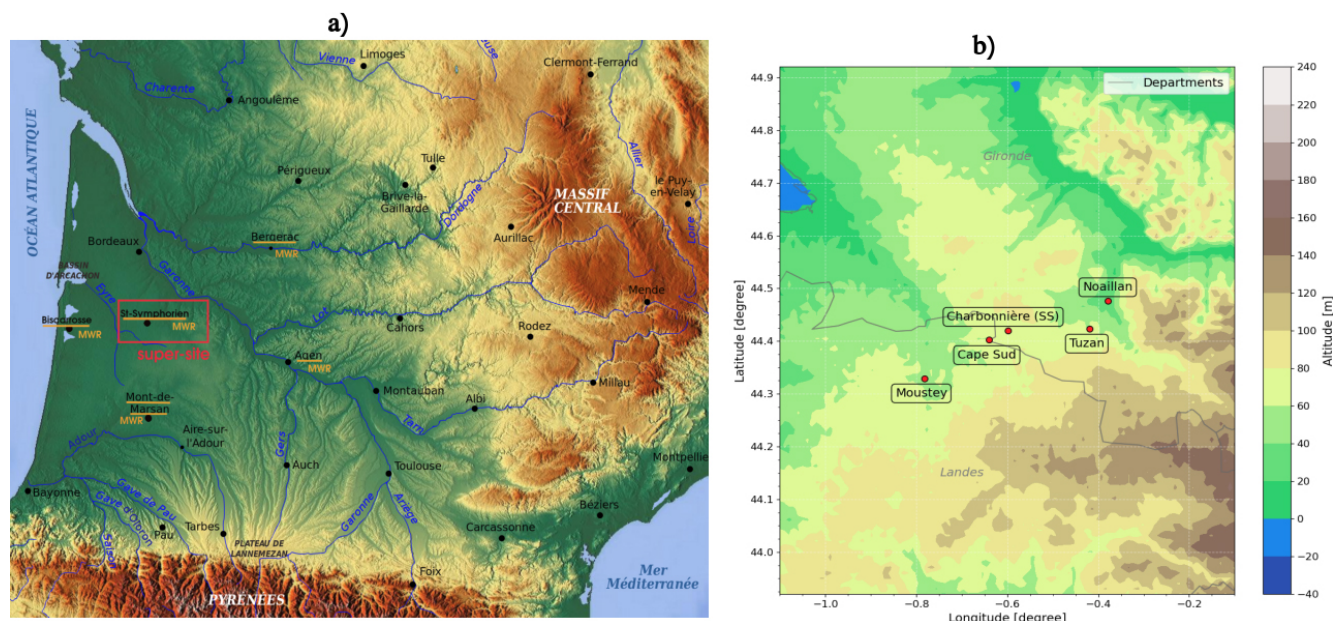 a)
Vienne
Limoges
Clermont-Ferrand
Charente
Angoulême
Allier
OCÉAN ATLANTIQUE
Périgueux
Tulle
Brive-la-
Gaillarde
Dordogne
MASSIF
CENTRAL
le Puy-
en-Velay
Loire
Aurillac
Bordeaux
Bergerac
MWR
BASSIN
D'ARCACHON
Garonne
Eyre
Mende
Lot
Biscarrosse
MWR
St-Symphorien
MWR
super-site
Cahors
Rodez
Agen
MWR
Montauban
Millau
Mont-de-
Marsan
MWR
Albi
Tarn
Adour
Aire-sur-
l'Adour
Gers
Auch
Toulouse
Montpellier
Bayonne
Gave de Pau
Gave d'Oloron
Saison
Pau
Tarbes
PLATEAU DE
LANNEMEZAN
Garonne
Ariège
Carcassonne
Béziers
Foix
PYRÉNÉES
Mer
Méditerranée
b)
Departments
Gironde
Noaillan
Charbonnière (SS)
Cape Sud
Tuzan
Moustey
Landes
Latitude [degree]
44.9
44.8
44.7
44.6
44.5
44.4
44.3
44.2
44.1
44.0
−1.0
−0.8
−0.6
−0.4
−0.2
Longitude [degree]
240
220
200
180
160
140
120
100
80
60
40
20
0
−20
−40
Altitude [m]